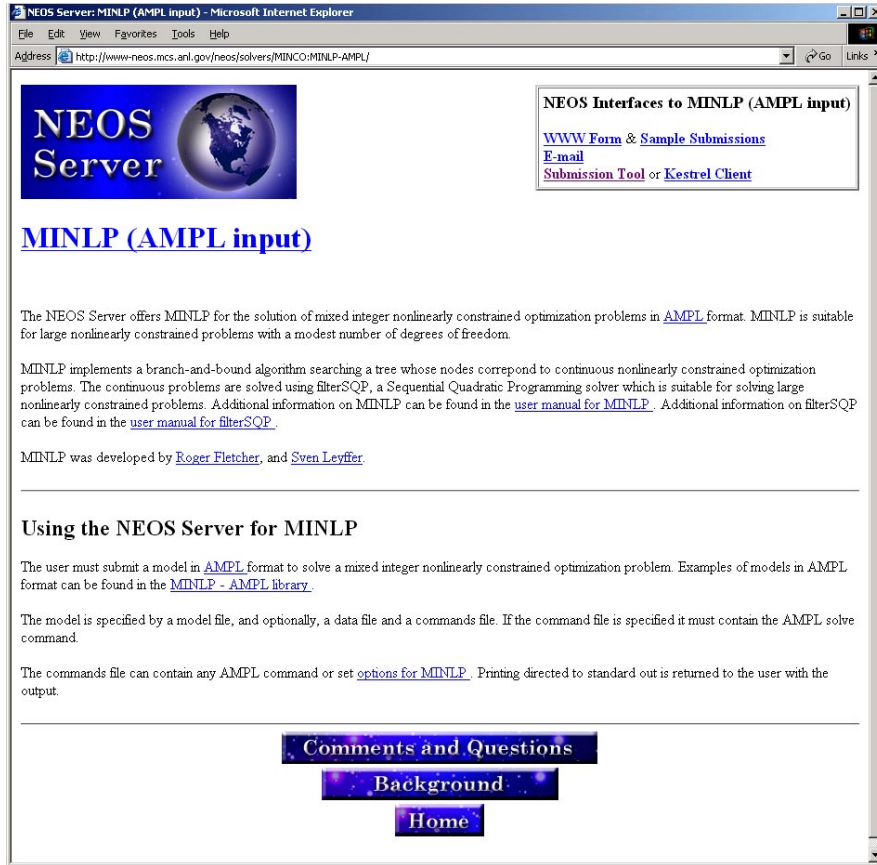 NEOS Server: MINLP (AMPL input) - Microsoft Internet Explorer
File Edit View Favorites Tools Help
Address http://www-neos.mcs.anl.gov/neos/solvers/MINCO:MINLP-AMPL/ Go Links
NEOS
Server
NEOS Interfaces to MINLP (AMPL input)
WWW Form & Sample Submissions
E-mail
Submission Tool or Kestrel Client
MINLP (AMPL input)
The NEOS Server offers MINLP for the solution of mixed integer nonlinearly constrained optimization problems in AMPL format. MINLP is suitable
for large nonlinearly constrained problems with a modest number of degrees of freedom.
MINLP implements a branch-and-bound algorithm searching a tree whose nodes correpond to continuous nonlinearly constrained optimization
problems. The continuous problems are solved using filterSQP, a Sequential Quadratic Programming solver which is suitable for solving large
nonlinearly constrained problems. Additional information on MINLP can be found in the user manual for MINLP . Additional information on filterSQP
can be found in the user manual for filterSQP .
MINLP was developed by Roger Fletcher, and Sven Leyffer.
Using the NEOS Server for MINLP
The user must submit a model in AMPL format to solve a mixed integer nonlinearly constrained optimization problem. Examples of models in AMPL
format can be found in the MINLP - AMPL library .
The model is specified by a model file, and optionally, a data file and a commands file. If the command file is specified it must contain the AMPL solve
command.
The commands file can contain any AMPL command or set options for MINLP . Printing directed to standard out is returned to the user with the
output.
Comments and Questions
Background
Home